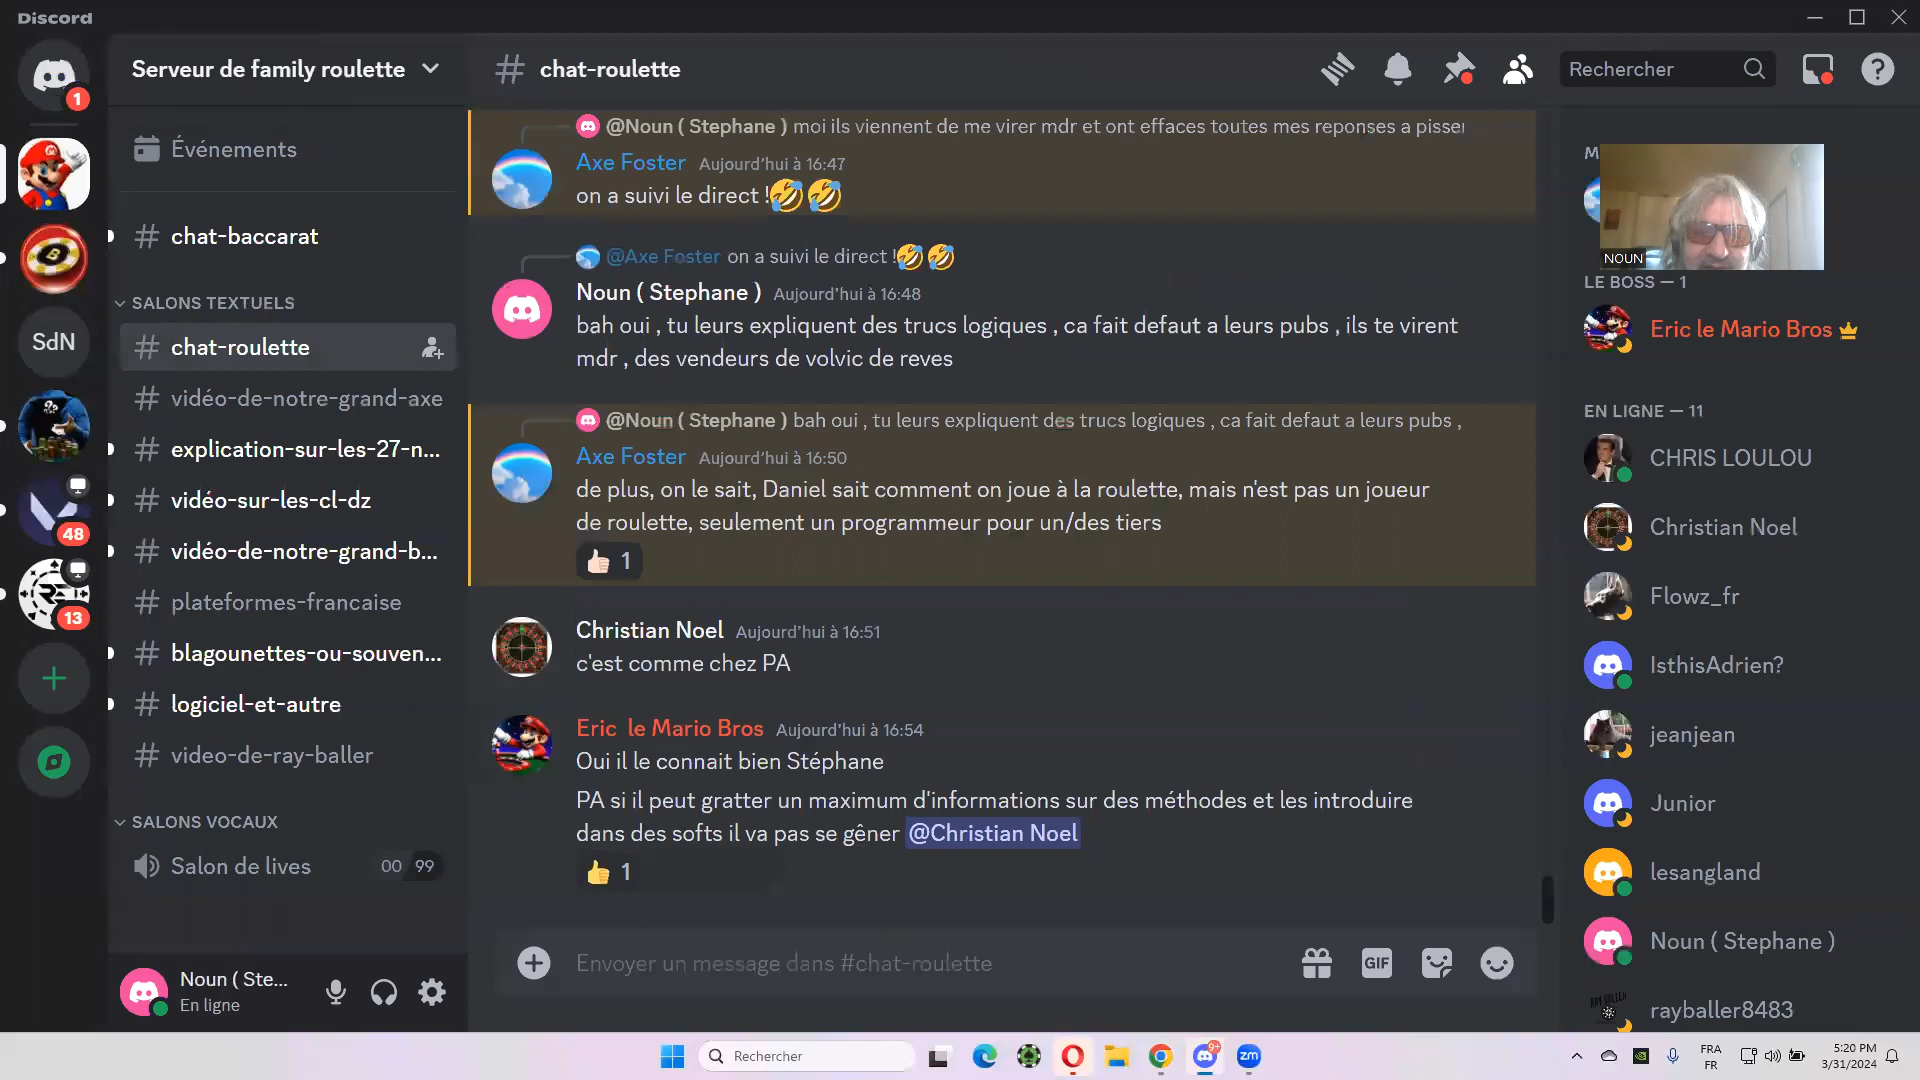 Discord
1
48
13
SdN
Serveur de family roulette
Événements
chat-baccarat
SALONS TEXTUELS
chat-roulette
vidéo-de-notre-grand-axe
explication-sur-les-27-n...
vidéo-sur-les-cl-dz
vidéo-de-notre-grand-b...
plateformes-francaise
blagounettes-ou-souven...
logiciel-et-autre
video-de-ray-baller
SALONS VOCAUX
Salon de lives 00 99
Noun ( Ste...
En ligne
# chat-roulette
Rechercher
@Noun ( Stephane ) moi ils viennent de me virer mdr et ont effaces toutes mes reponses a pisser
Axe Foster Aujourd'hui à 16:47
on a suivi le direct !🤣🤣
@Axe Foster on a suivi le direct !🤣🤣
Noun ( Stephane ) Aujourd'hui à 16:48
bah oui , tu leurs expliquent des trucs logiques , ca fait defaut a leurs pubs , ils te virent
mdr , des vendeurs de volvic de reves
@Noun ( Stephane ) bah oui , tu leurs expliquent des trucs logiques , ca fait defaut a leurs pubs ,
Axe Foster Aujourd'hui à 16:50
de plus, on le sait, Daniel sait comment on joue à la roulette, mais n'est pas un joueur
de roulette, seulement un programmeur pour un/des tiers
👍🏻 1
Christian Noel Aujourd'hui à 16:51
c'est comme chez PA
Eric le Mario Bros Aujourd'hui à 16:54
Oui il le connait bien Stéphane
PA si il peut gratter un maximum d'informations sur des méthodes et les introduire
dans des softs il va pas se gêner @Christian Noel
👍 1
Envoyer un message dans #chat-roulette
GIF
M
NOUN
LE BOSS — 1
Eric le Mario Bros
EN LIGNE — 11
CHRIS LOULOU
Christian Noel
Flowz_fr
IsthisAdrien?
jeanjean
Junior
lesangland
Noun ( Stephane )
rayballer8483
Rechercher
9+
zm
FRA
FR
5:20 PM
3/31/2024